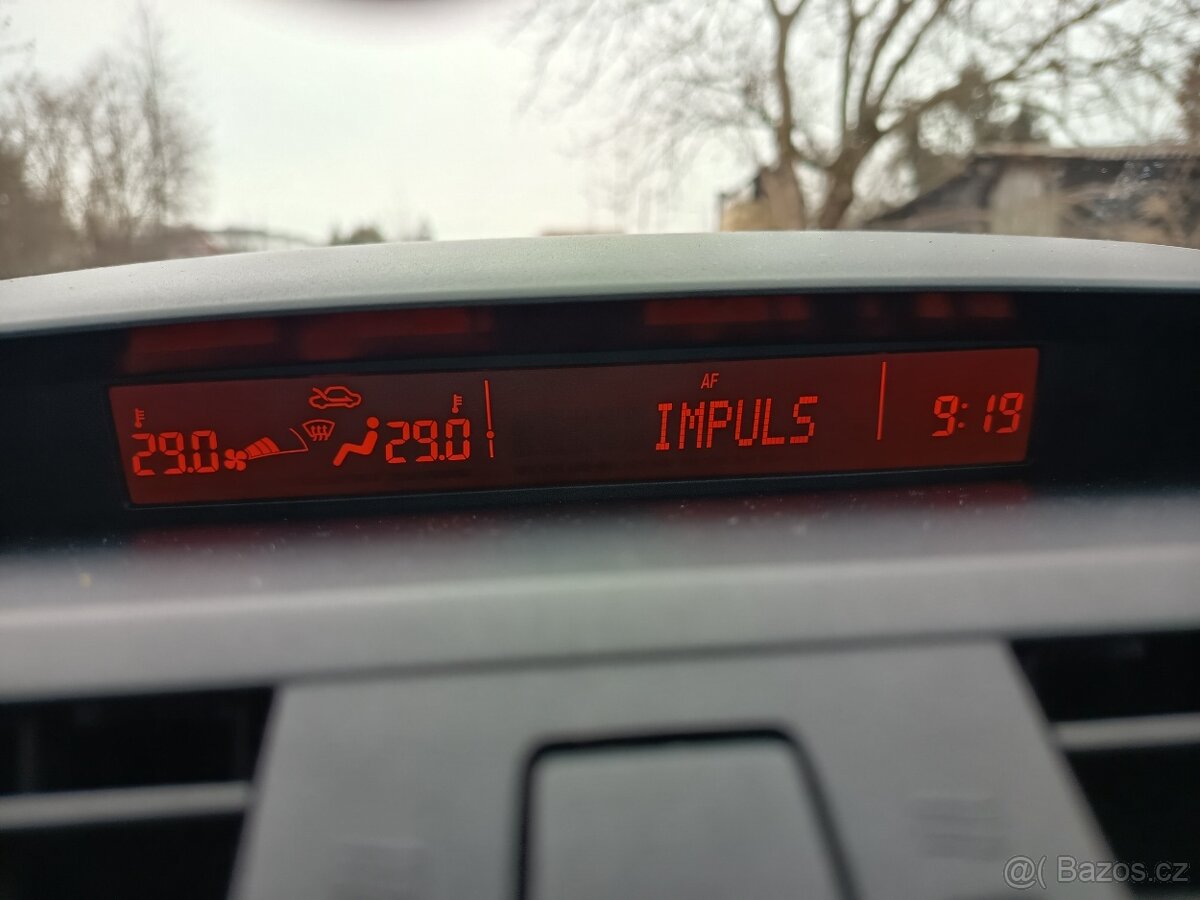 AF
29.0 29.0 IMPULS 9:19
@( Bazos.cz